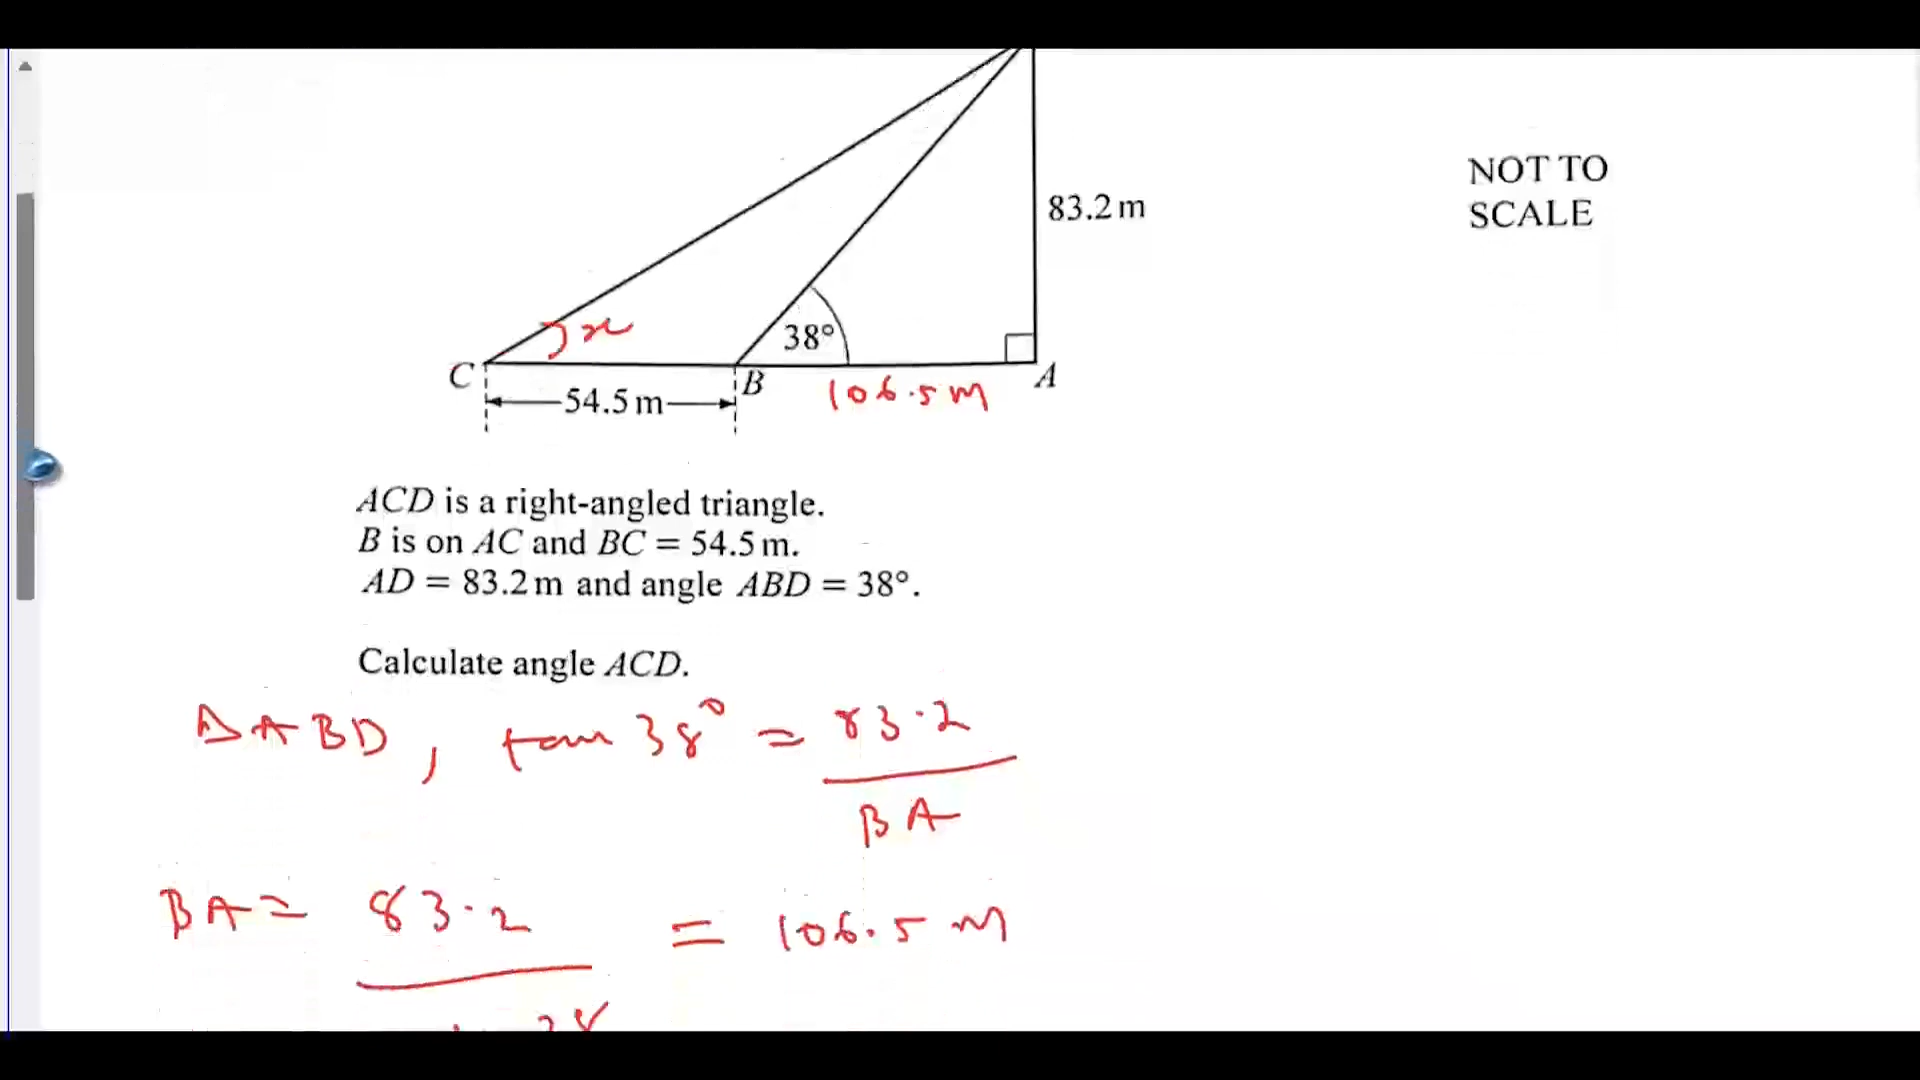 NOT TO
SCALE
83.2 m
x
38°
C
B
A
54.5 m
106.5 m
ACD is a right-angled triangle.
B is on AC and BC = 54.5 m.
AD = 83.2 m and angle ABD = 38°.
Calculate angle ACD.
Δ ABD, tan 38° = 83.2
BA
BA = 83.2 = 106.5 m